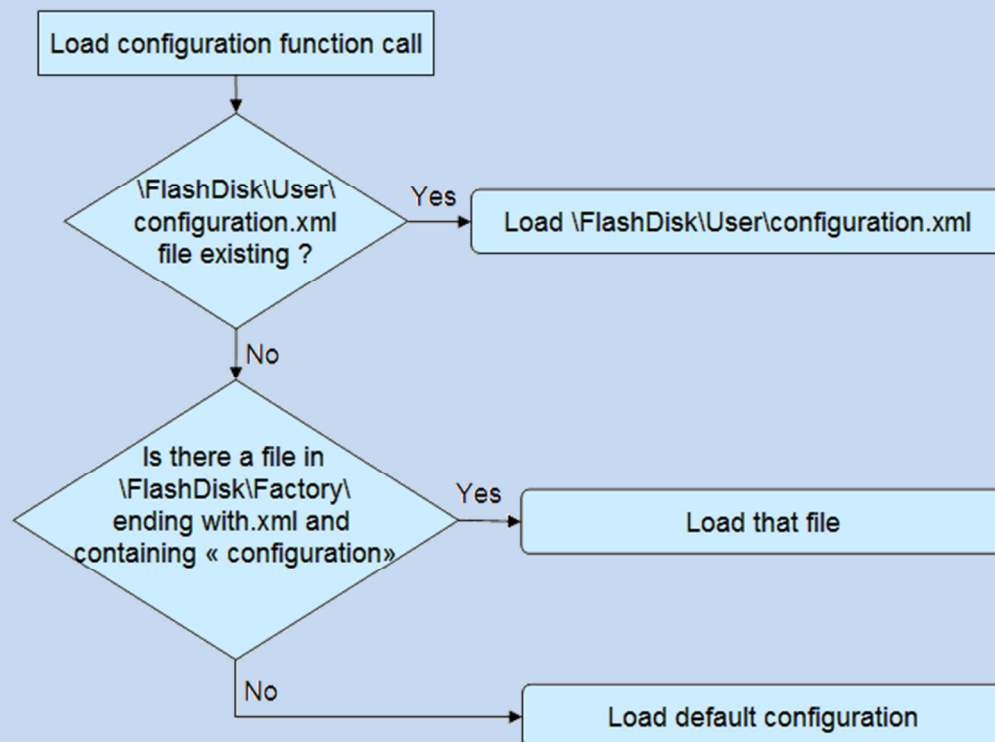 Load configuration function call
\FlashDisk\User\
configuration.xml
file existing ?
Yes
Load \FlashDisk\User\configuration.xml
No
Is there a file in
\FlashDisk\Factory\
ending with.xml and
containing « configuration»
Yes
Load that file
No
Load default configuration